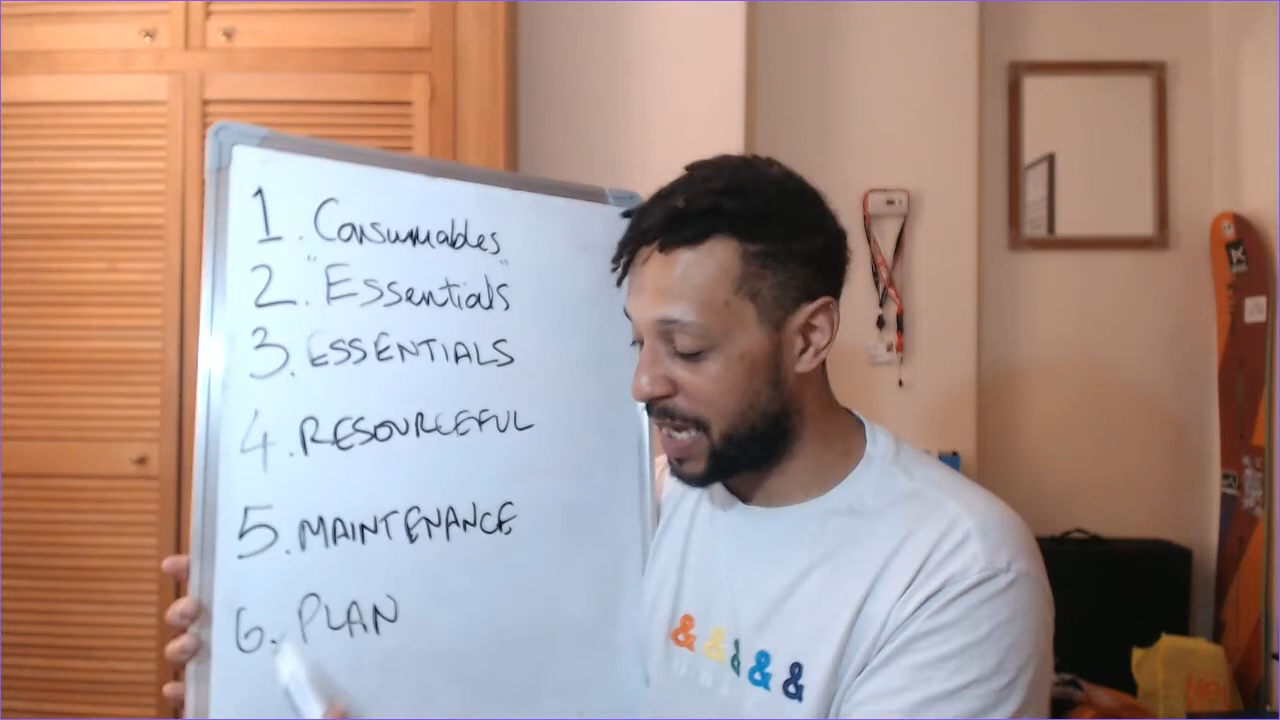 1. Consumables
2. "Essentials"
3. ESSENTIALS
4. RESOURCEFUL
5. MAINTENANCE
6. PLAN
& & & & &